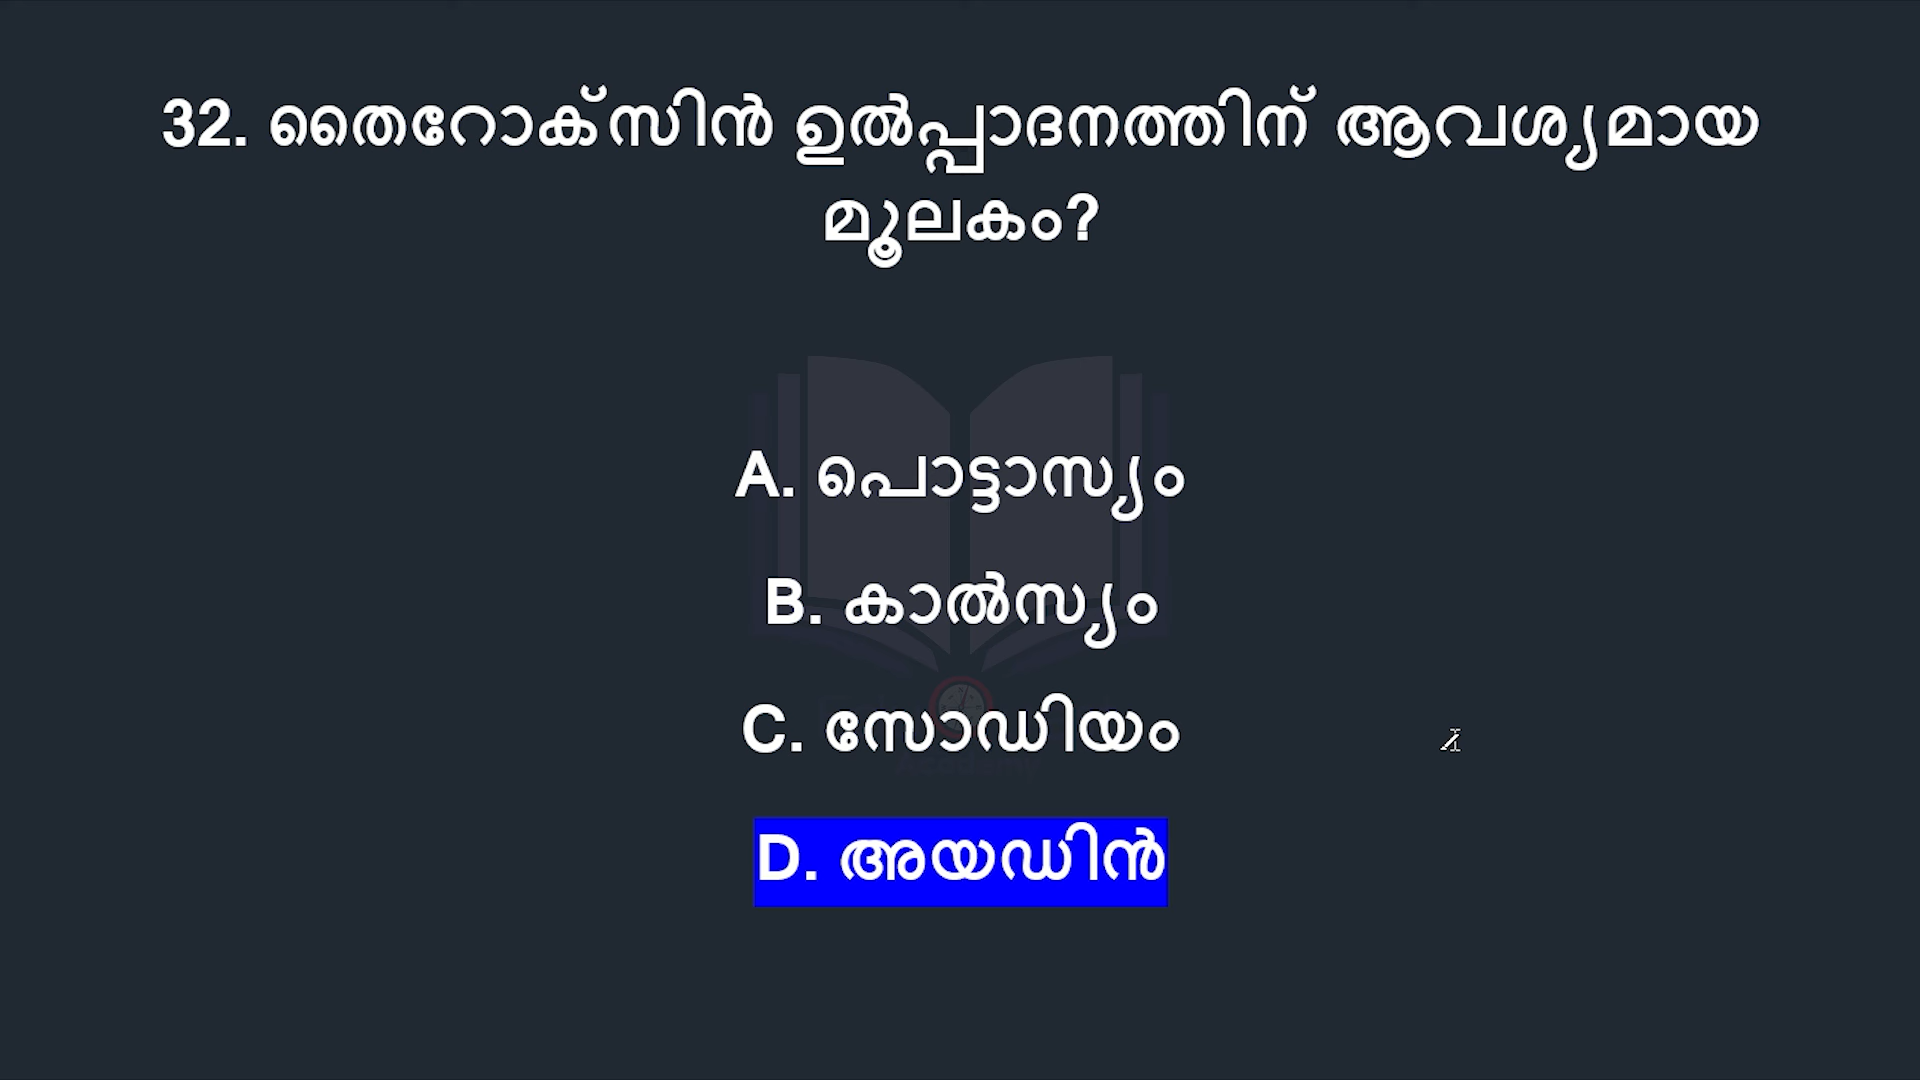 32. തൈറോക്സിൻ ഉൽപ്പാദനത്തിന് ആവശ്യമായ
മൂലകം?
A. പൊട്ടാസ്യം
B. കാൽസ്യം
C. സോഡിയം
D. അയഡിൻ